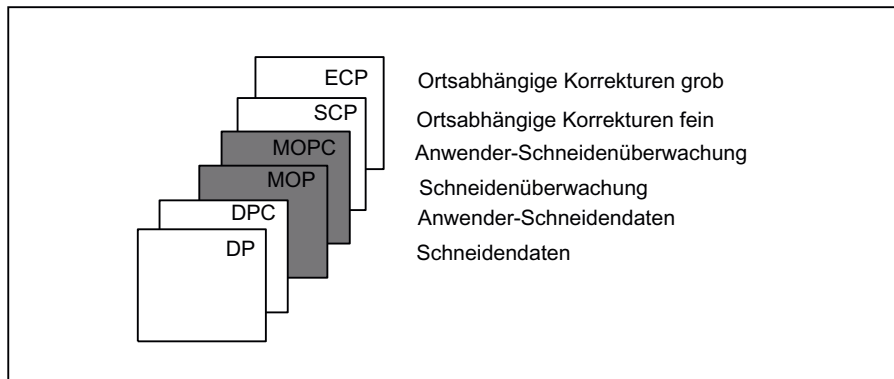 ECP Ortsabhängige Korrekturen grob
SCP Ortsabhängige Korrekturen fein
MOPC Anwender-Schneidenüberwachung
MOP Schneidenüberwachung
DPC Anwender-Schneidendaten
DP Schneidendaten